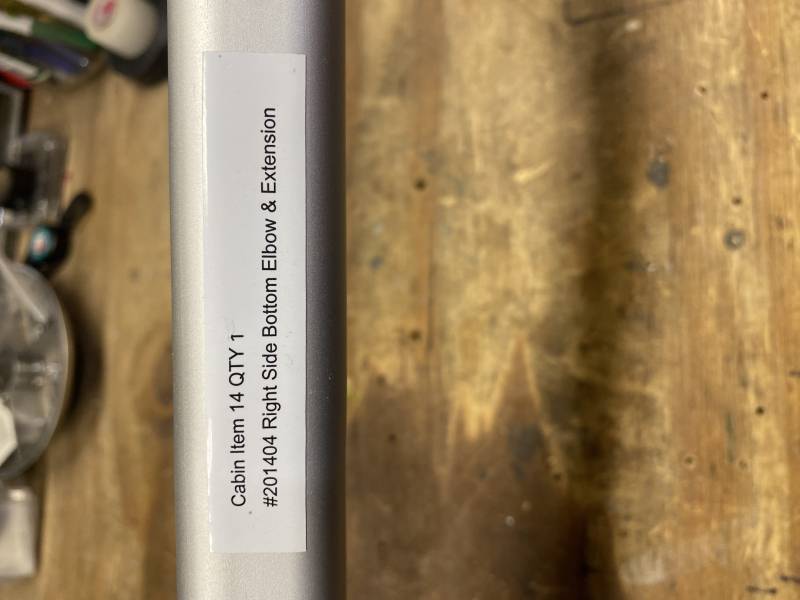 Cabin Item 14 QTY 1
#201404 Right Side Bottom Elbow & Extension